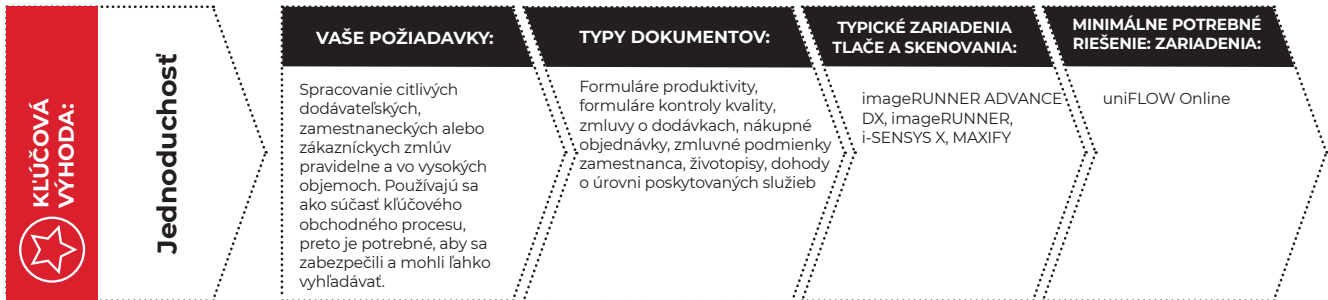 KĽÚČOVÁ
VÝHODA:
Jednoduchosť
VAŠE POŽIADAVKY:
Spracovanie citlivých
dodávateľských,
zamestnaneckých alebo
zákazníckych zmlúv
pravidelne a vo vysokých
objemoch. Používajú sa
ako súčasť kľúčového
obchodného procesu,
preto je potrebné, aby sa
zabezpečili a mohli ľahko
vyhľadávať.
TYPY DOKUMENTOV:
Formuláre produktivity,
formuláre kontroly kvality,
zmluvy o dodávkach, nákupné
objednávky, zmluvné podmienky
zamestnanca, životopisy, dohody
o úrovni poskytovaných služieb
TYPICKÉ ZARIADENIA
TLAČE A SKENOVANIA:
imageRUNNER ADVANCE
DX, imageRUNNER,
i-SENSYS X, MAXIFY
MINIMÁLNE POTREBNÉ
RIEŠENIE: ZARIADENIA:
uniFLOW Online